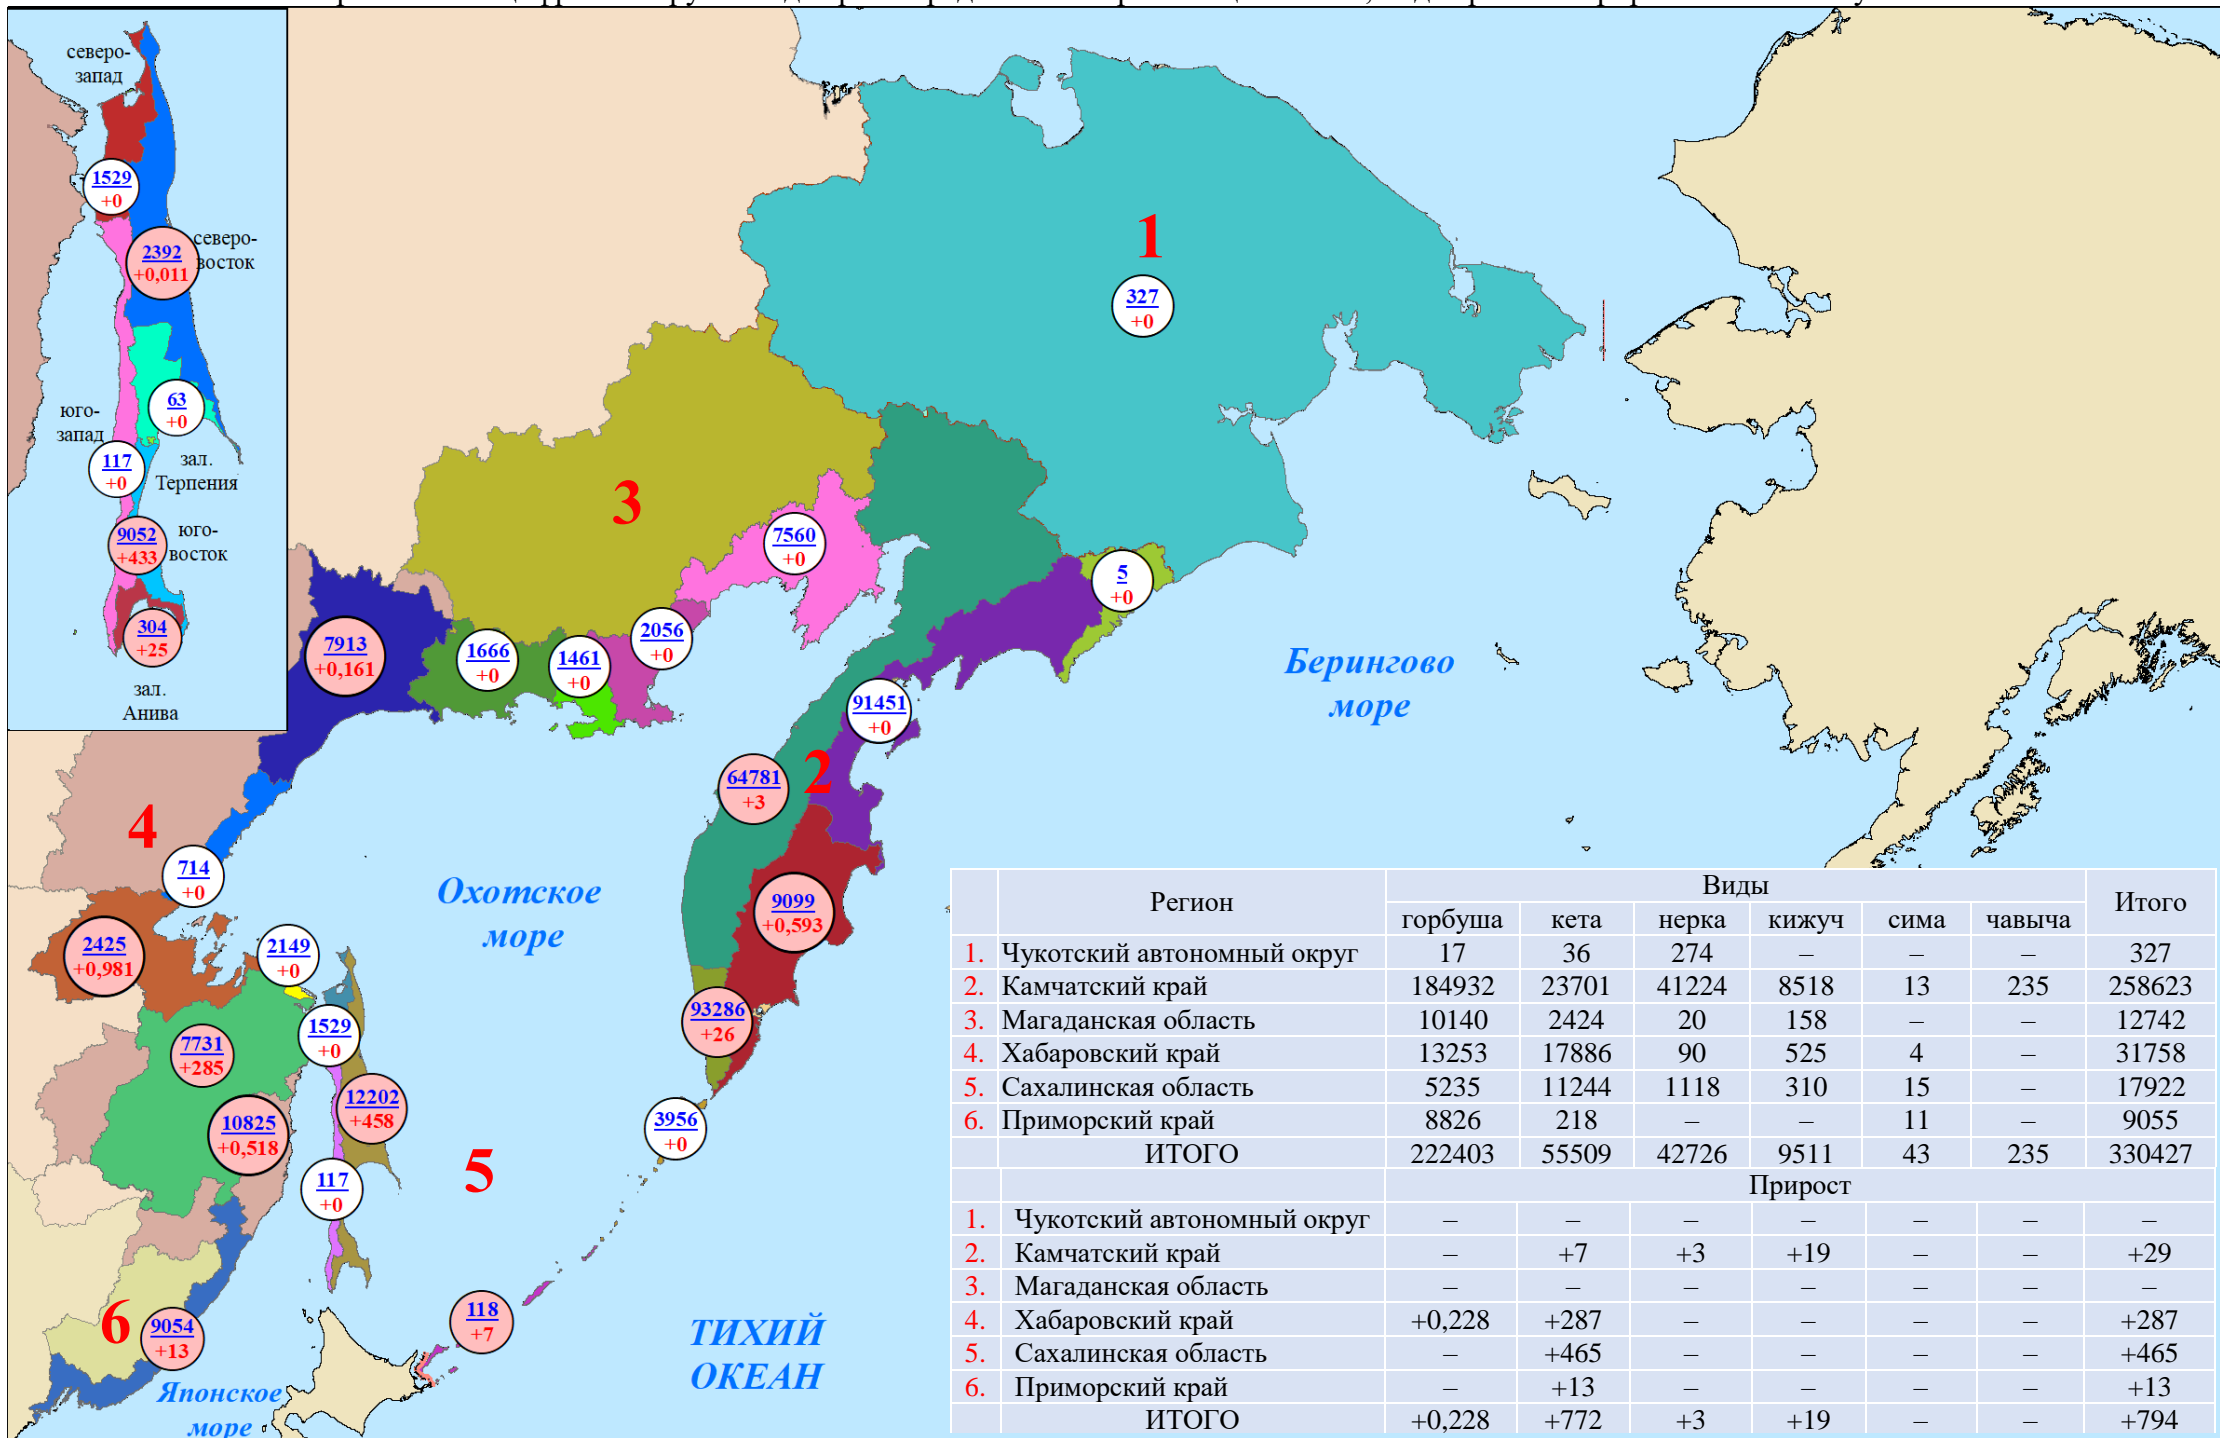 северо-
запад
1529
+0
2392
+0,011
северо-
восток
63
+0
юго-
запад
117
+0
зал.
Терпения
9052
+433
юго-
восток
304
+25
зал.
Анива
1
327
+0
3
7560
+0
5
+0
2056
+0
7913
+0,161
1666
+0
1461
+0
Берингово
море
91451
+0
64781
+3
2
4
714
+0
Охотское
море
9099
+0,593
2425
+0,981
2149
+0
93286
+26
1529
+0
7731
+285
12202
+458
10825
+0,518
3956
+0
5
117
+0
118
+7
6
9054
+13
ТИХИЙ
ОКЕАН
Японское
море
Регион Виды Итого
горбуша кета нерка кижуч сима чавыча
1. Чукотский автономный округ 17 36 274 – – – 327
2. Камчатский край 184932 23701 41224 8518 13 235 258623
3. Магаданская область 10140 2424 20 158 – – 12742
4. Хабаровский край 13253 17886 90 525 4 – 31758
5. Сахалинская область 5235 11244 1118 310 15 – 17922
6. Приморский край 8826 218 – – 11 – 9055
ИТОГО 222403 55509 42726 9511 43 235 330427
Прирост
1. Чукотский автономный округ – – – – – – –
2. Камчатский край – +7 +3 +19 – – +29
3. Магаданская область – – – – – – –
4. Хабаровский край +0,228 +287 – – – – +287
5. Сахалинская область – +465 – – – – +465
6. Приморский край – +13 – – – – +13
ИТОГО +0,228 +772 +3 +19 – – +794